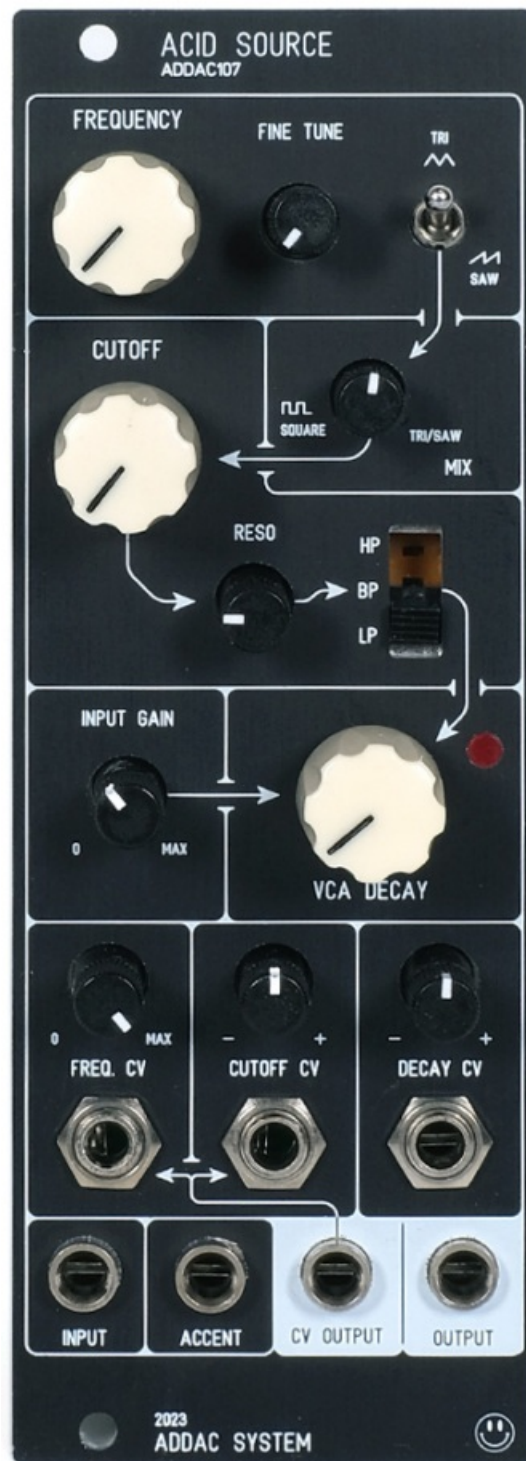 ACID SOURCE
ADDAC107
FREQUENCY
FINE TUNE
TRI
SAW
CUTOFF
SQUARE
TRI/SAW
MIX
RESO
HP
BP
LP
INPUT GAIN
0 MAX
VCA DECAY
0 MAX
FREQ. CV
- +
CUTOFF CV
- +
DECAY CV
INPUT
ACCENT
CV OUTPUT
OUTPUT
2023
ADDAC SYSTEM